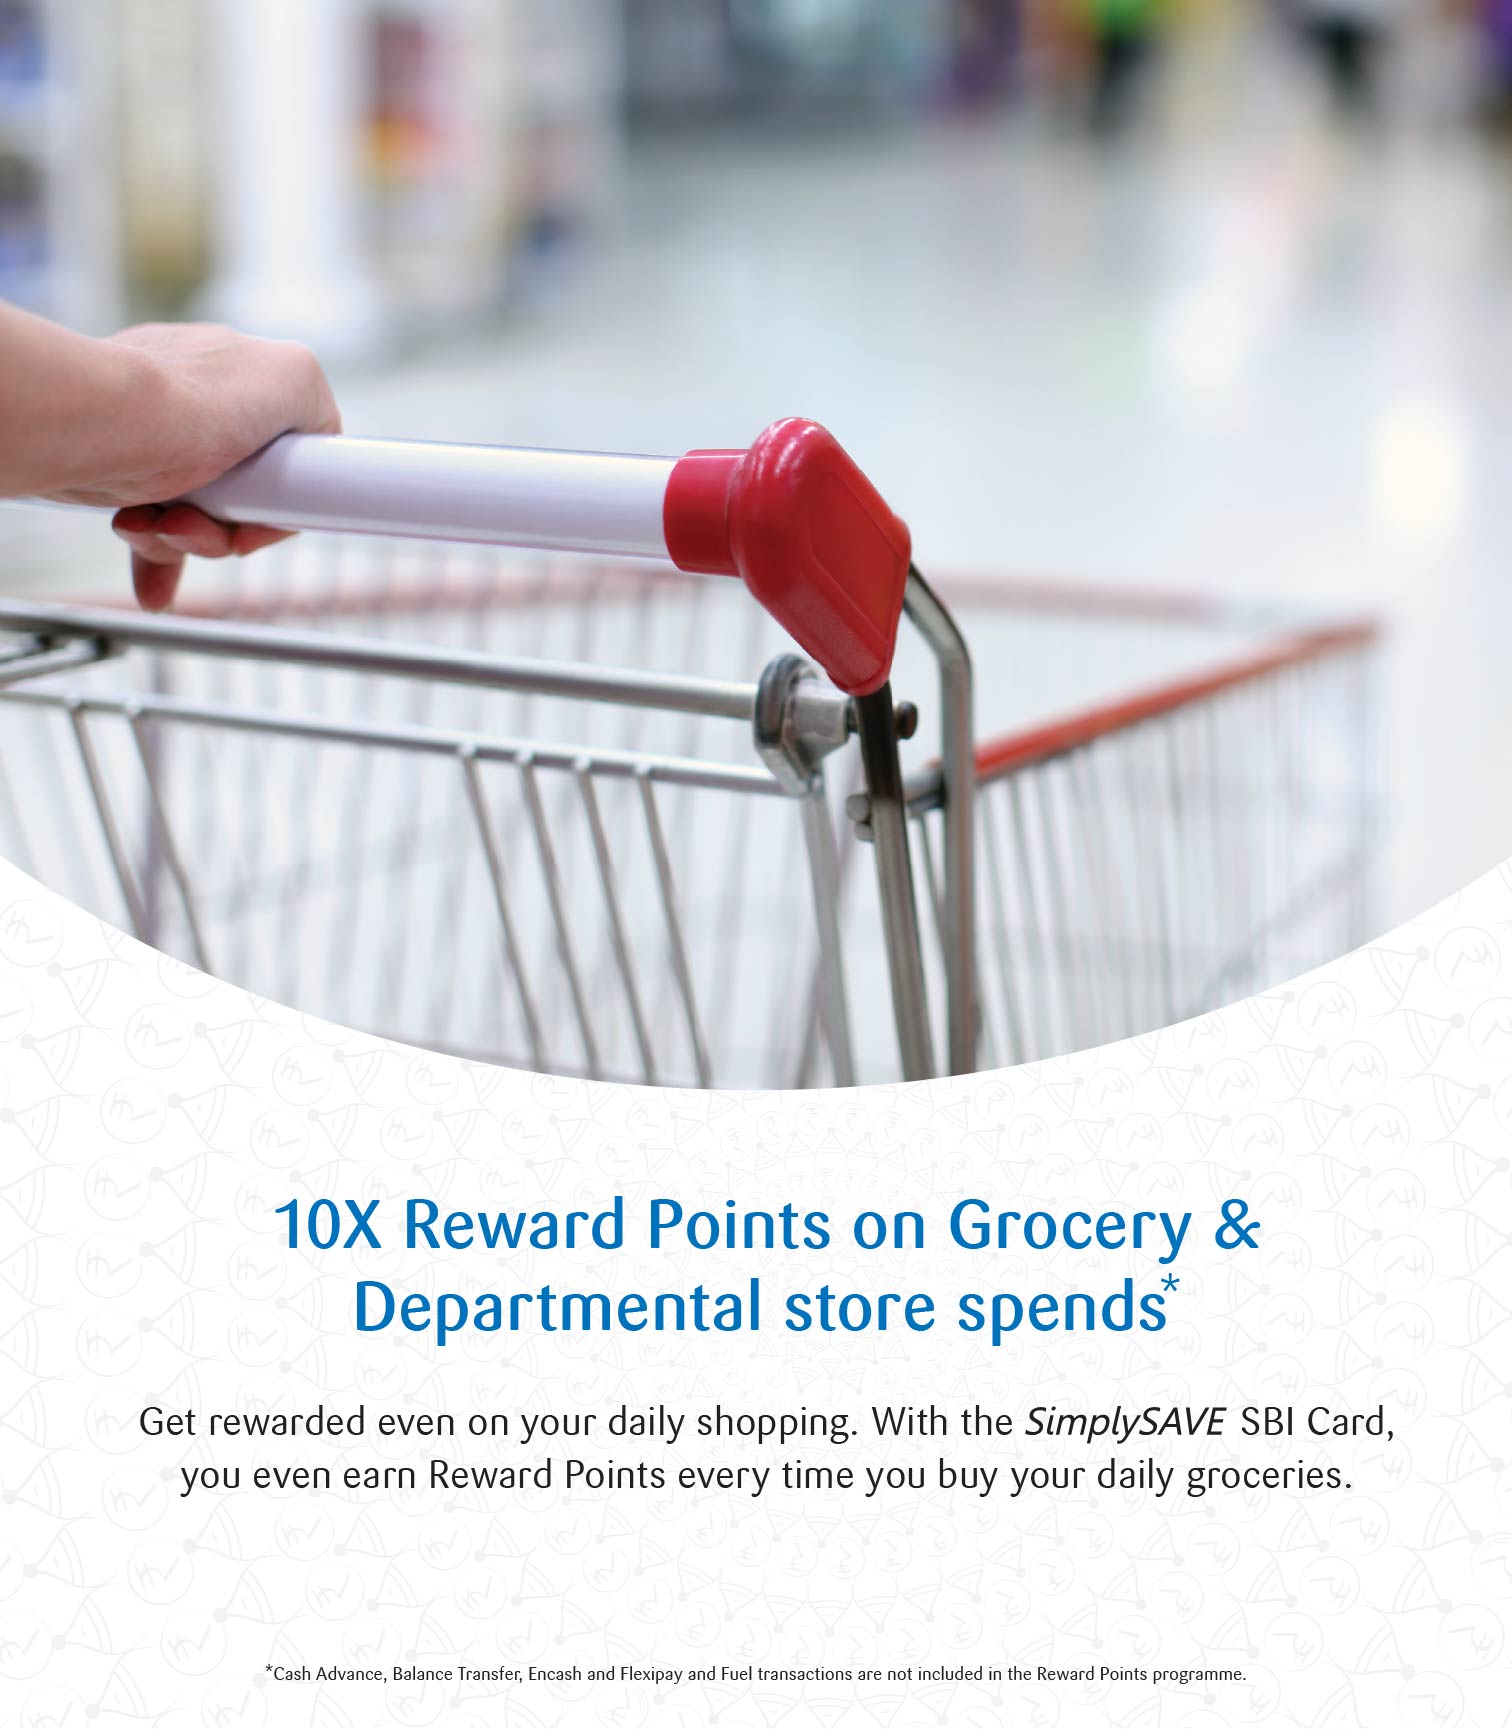 10X Reward Points on Grocery &
Departmental store spends*
Get rewarded even on your daily shopping. With the SimplySAVE SBI Card,
you even earn Reward Points every time you buy your daily groceries.
*Cash Advance, Balance Transfer, Encash and Flexipay and Fuel transactions are not included in the Reward Points programme.